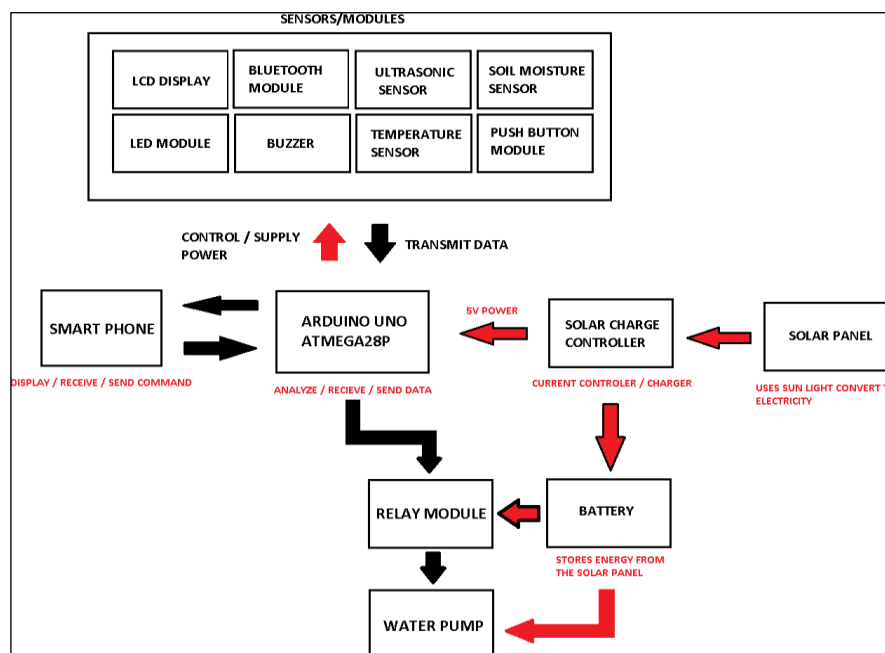 SENSORS/MODULES
LCD DISPLAY
BLUETOOTH
MODULE
ULTRASONIC
SENSOR
SOIL MOISTURE
SENSOR
LED MODULE
BUZZER
TEMPERATURE
SENSOR
PUSH BUTTON
MODULE
CONTROL / SUPPLY
POWER
TRANSMIT DATA
SMART PHONE
DISPLAY / RECEIVE / SEND COMMAND
ARDUINO UNO
ATMEGA28P
ANALYZE / RECIEVE / SEND DATA
5V POWER
SOLAR CHARGE
CONTROLLER
CURRENT CONTROLER / CHARGER
SOLAR PANEL
USES SUN LIGHT CONVERT
ELECTRICITY
RELAY MODULE
BATTERY
STORES ENERGY FROM
THE SOLAR PANEL
WATER PUMP